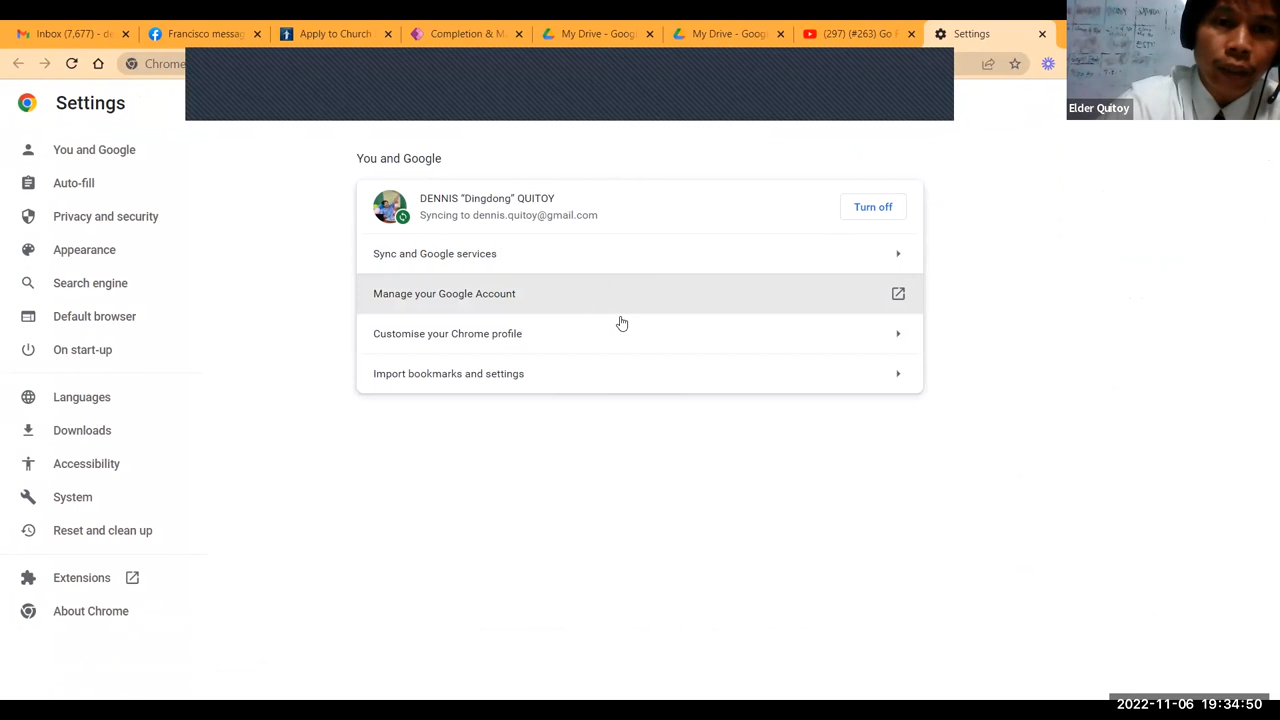 Inbox (7,677) - de
Francisco messag
Apply to Church
Completion & M
My Drive - Googl
My Drive - Googl
(297) (#263) Go F
Settings
Chrome
Elder Quitoy
Settings
You and Google
Auto-fill
Privacy and security
Appearance
Search engine
Default browser
On start-up
Languages
Downloads
Accessibility
System
Reset and clean up
Extensions
About Chrome
You and Google
DENNIS “Dingdong” QUITOY
Syncing to dennis.quitoy@gmail.com
Turn off
Sync and Google services
Manage your Google Account
Customise your Chrome profile
Import bookmarks and settings
2022-11-06 19:34:50